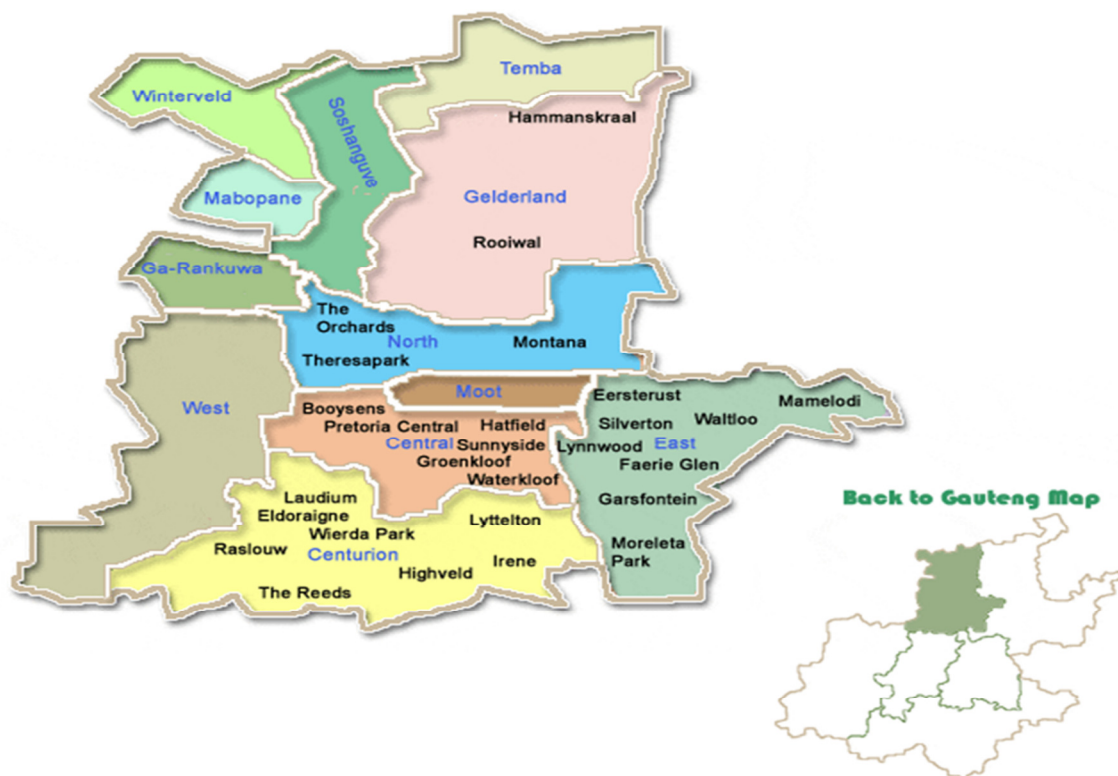 Temba
Winterveld
Soshanguve
Hammanskraal
Mabopane
Gelderland
Rooiwal
Ga-Rankuwa
The
Orchards
North
Montana
Theresapark
Moot
West
Booysens
Pretoria Central
Hatfield
Central
Sunnyside
Groenkloof
Waterkloof
Eersterust
Mamelodi
Silverton
Waltloo
Lynnwood
East
Faerie Glen
Garsfontein
Moreleta
Park
Laudium
Eldoraigne
Lyttelton
Wierda Park
Raslouw
Centurion
Irene
Highveld
The Reeds
Back to Gauteng Map